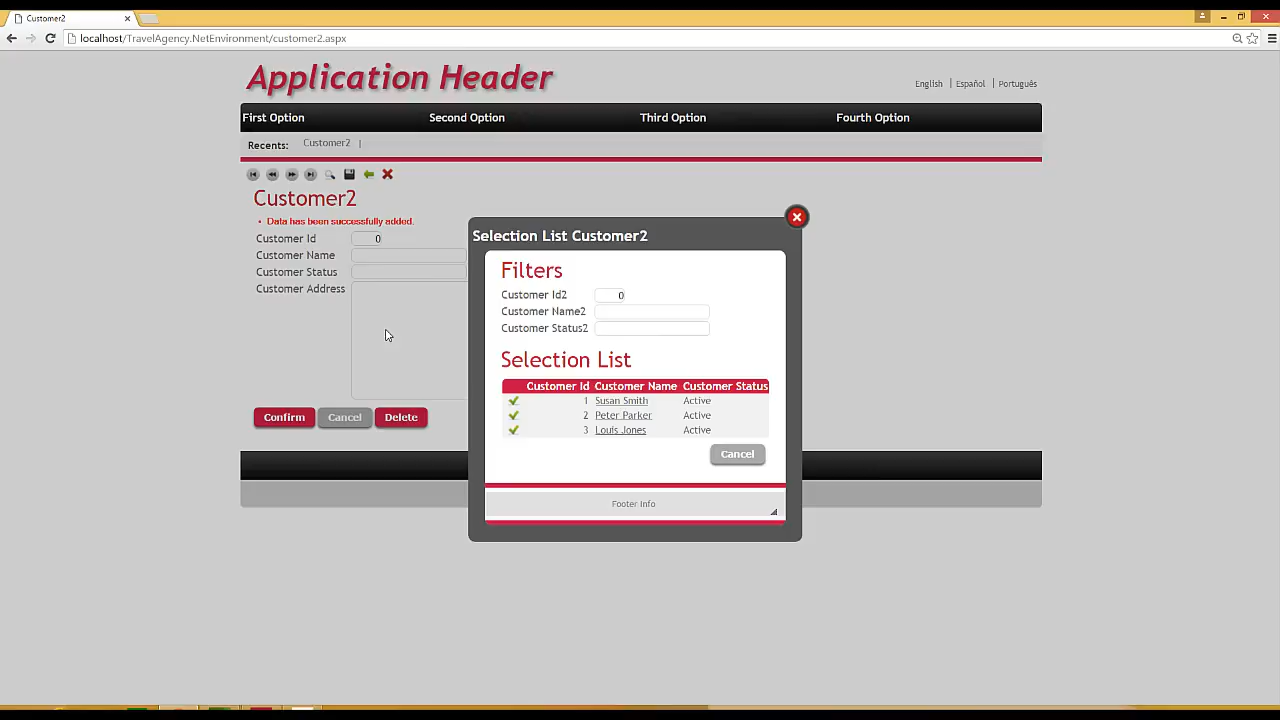 Customer2
localhost/TravelAgency.NetEnvironment/customer2.aspx
Application Header
English | Español | Português
First Option Second Option Third Option Fourth Option
Recents: Customer2 |
Customer2
• Data has been successfully added.
Customer Id 0
Customer Name
Customer Status
Customer Address
Confirm Cancel Delete
Selection List Customer2
Filters
Customer Id2 0
Customer Name2
Customer Status2
Selection List
Customer Id Customer Name Customer Status
1 Susan Smith Active
2 Peter Parker Active
3 Louis Jones Active
Cancel
Footer Info